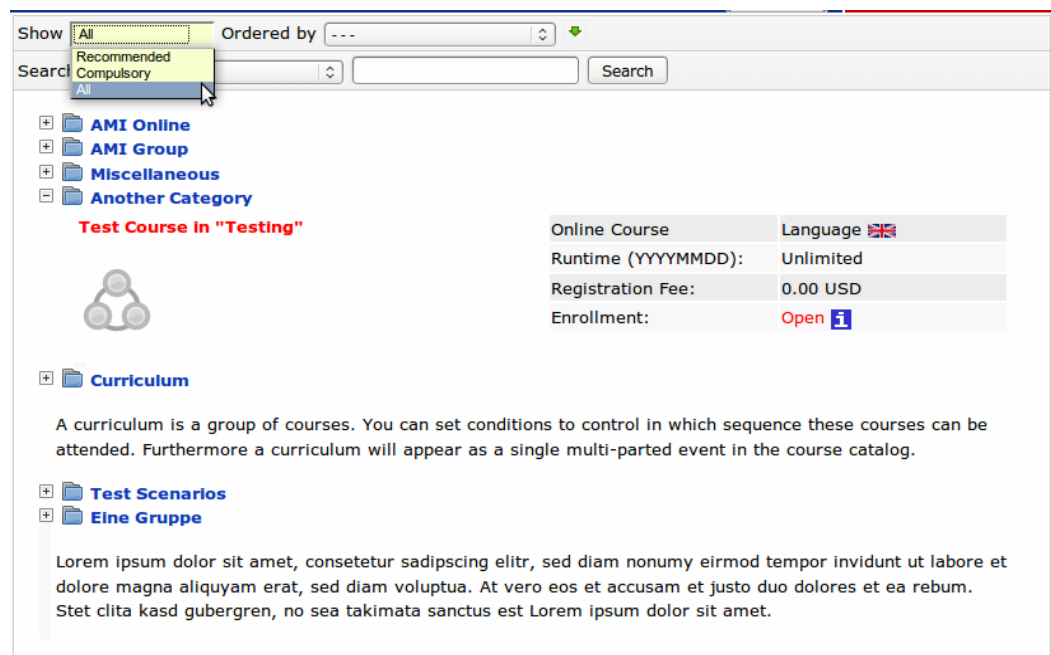 Show All Ordered by ---
Recommended
Search Compulsory Search
All
AMI Online
AMI Group
Miscellaneous
Another Category
Test Course in "Testing"
Online Course Language
Runtime (YYYYMMDD): Unlimited
Registration Fee: 0.00 USD
Enrollment: Open i
Curriculum
A curriculum is a group of courses. You can set conditions to control in which sequence these courses can be
attended. Furthermore a curriculum will appear as a single multi-parted event in the course catalog.
Test Scenarios
Eine Gruppe
Lorem ipsum dolor sit amet, consetetur sadipscing elitr, sed diam nonumy eirmod tempor invidunt ut labore et
dolore magna aliquyam erat, sed diam voluptua. At vero eos et accusam et justo duo dolores et ea rebum.
Stet clita kasd gubergren, no sea takimata sanctus est Lorem ipsum dolor sit amet.